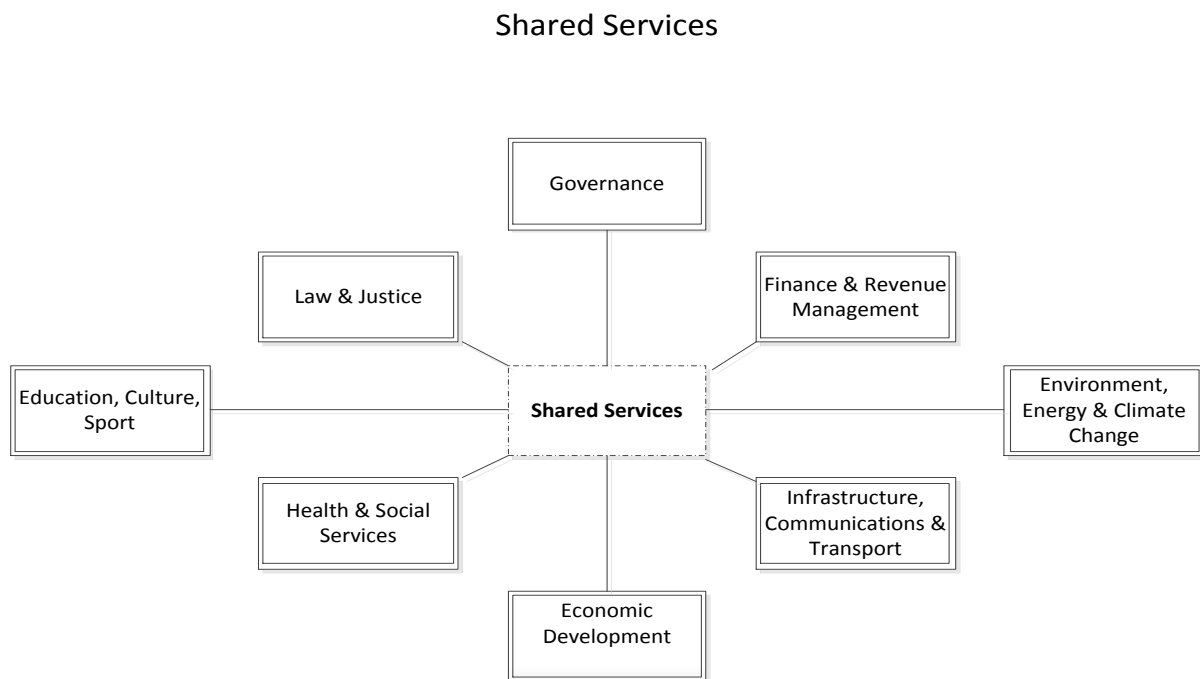 Shared Services
Governance
Law & Justice
Finance & Revenue
Management
Education, Culture,
Sport
Shared Services
Environment,
Energy & Climate
Change
Health & Social
Services
Infrastructure,
Communications &
Transport
Economic
Development